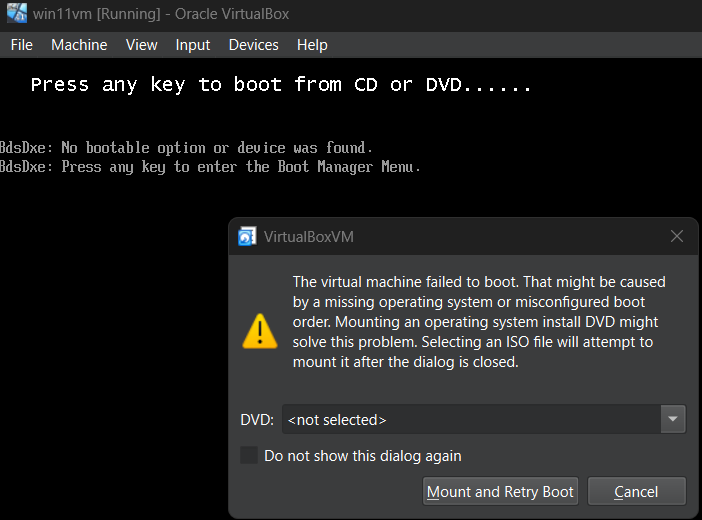 win11vm [Running] - Oracle VirtualBox
File Machine View Input Devices Help
Press any key to boot from CD or DVD......
BdsDxe: No bootable option or device was found.
BdsDxe: Press any key to enter the Boot Manager Menu.
VirtualBoxVM
The virtual machine failed to boot. That might be caused
by a missing operating system or misconfigured boot
order. Mounting an operating system install DVD might
solve this problem. Selecting an ISO file will attempt to
mount it after the dialog is closed.
DVD: <not selected>
Do not show this dialog again
Mount and Retry Boot Cancel